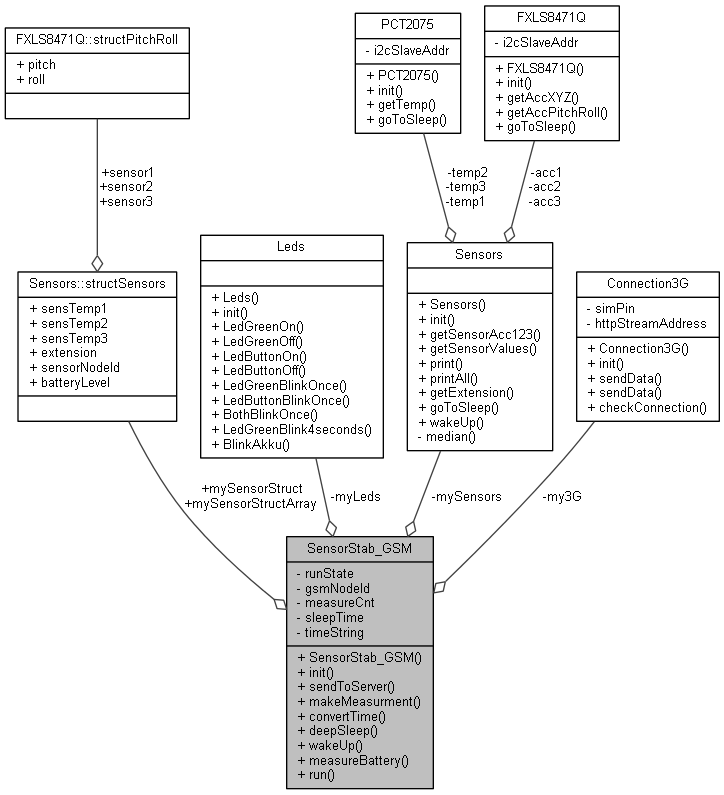 FXLS8471Q::structPitchRoll
+ pitch
+ roll
PCT2075
- i2cSlaveAddr
+ PCT2075()
+ init()
+ getTemp()
+ goToSleep()
FXLS8471Q
- i2cSlaveAddr
+ FXLS8471Q()
+ init()
+ getAccXYZ()
+ getAccPitchRoll()
+ goToSleep()
+sensor1
+sensor2
+sensor3
-temp2
-temp3
-temp1
-acc1
-acc2
-acc3
Sensors::structSensors
+ sensTemp1
+ sensTemp2
+ sensTemp3
+ extension
+ sensorNodeId
+ batteryLevel
Leds
+ Leds()
+ init()
+ LedGreenOn()
+ LedGreenOff()
+ LedButtonOn()
+ LedButtonOff()
+ LedGreenBlinkOnce()
+ LedButtonBlinkOnce()
+ BothBlinkOnce()
+ LedGreenBlink4seconds()
+ BlinkAkku()
Sensors
+ Sensors()
+ init()
+ getSensorAcc123()
+ getSensorValues()
+ print()
+ printAll()
+ getExtension()
+ goToSleep()
+ wakeUp()
- median()
Connection3G
- simPin
- httpStreamAddress
+ Connection3G()
+ init()
+ sendData()
+ sendData()
+ checkConnection()
+mySensorStruct
+mySensorStructArray
-myLeds
-mySensors
-my3G
SensorStab_GSM
- runState
- gsmNodeId
- measureCnt
- sleepTime
- timeString
+ SensorStab_GSM()
+ init()
+ sendToServer()
+ makeMeasurment()
+ convertTime()
+ deepSleep()
+ wakeUp()
+ measureBattery()
+ run()